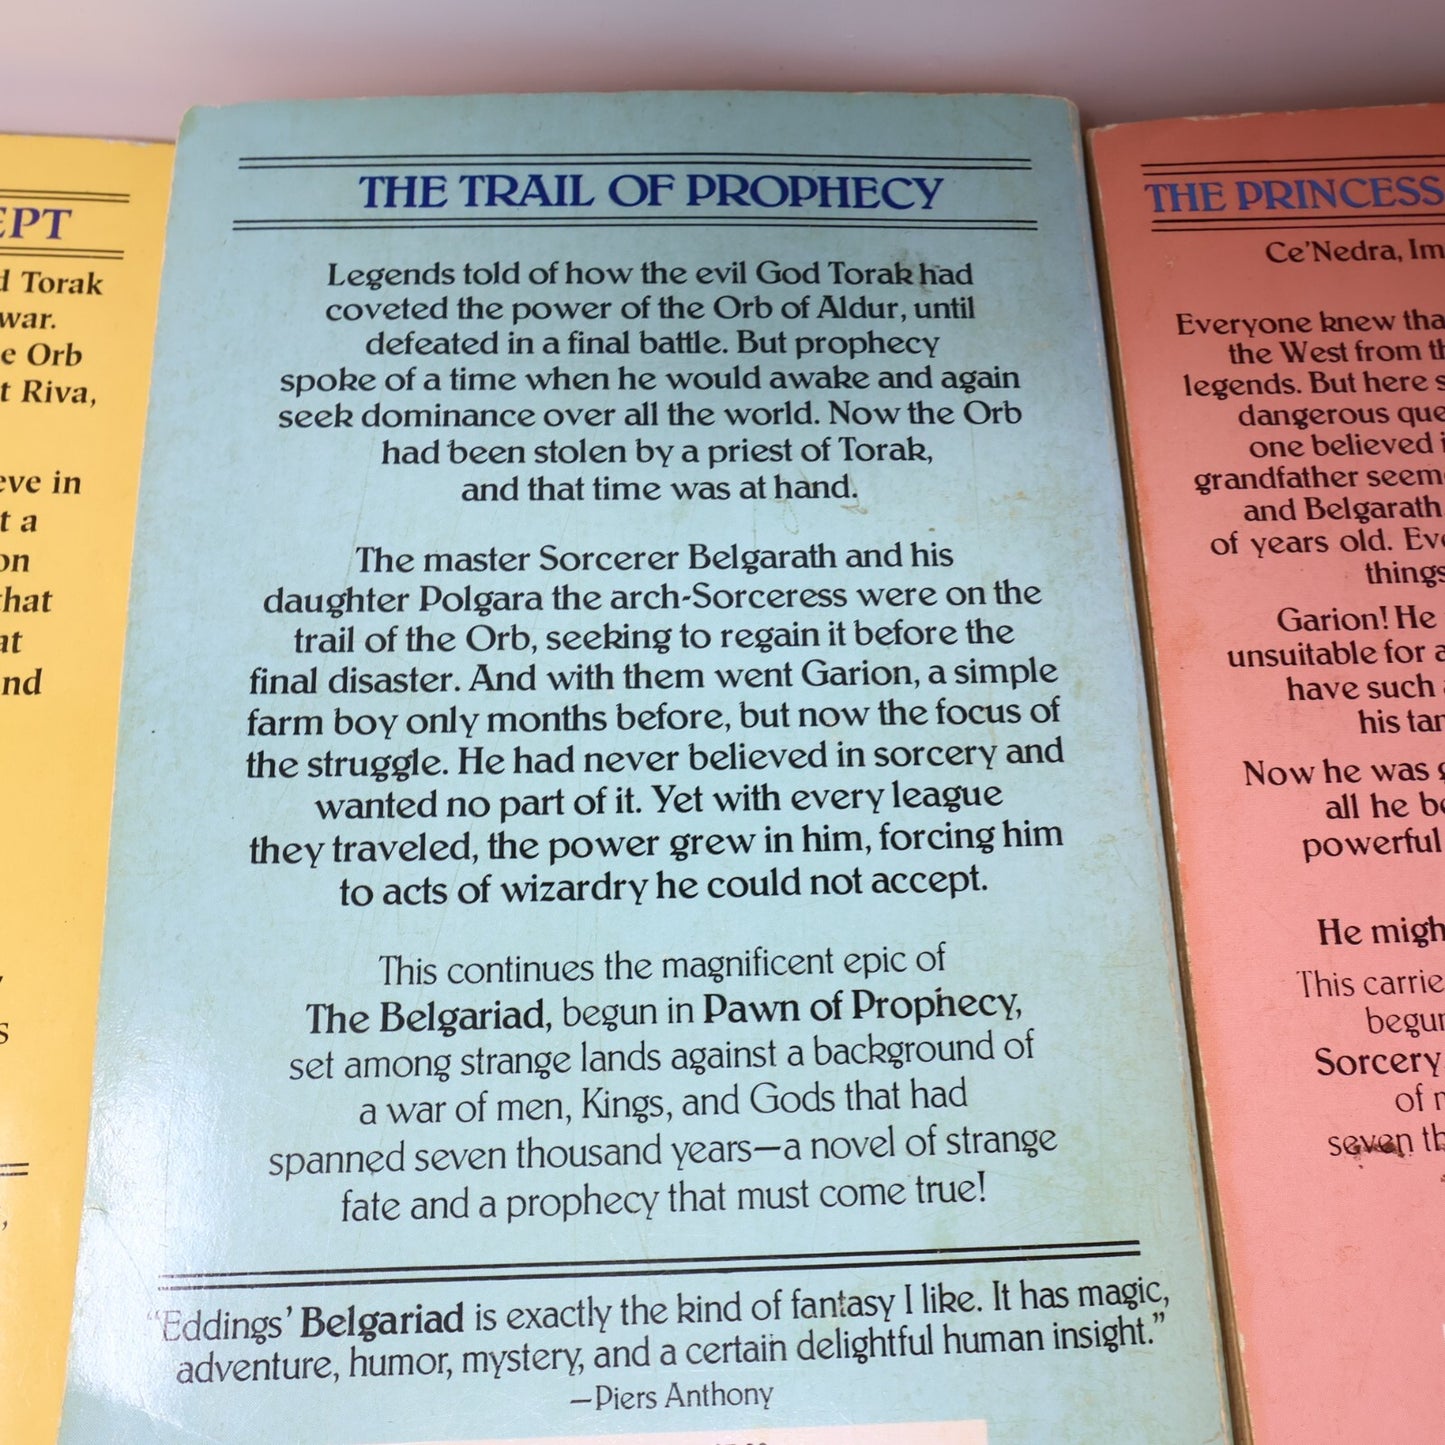 EPT
d Torak
war.
e Orb
t Riva,
eve in
t a
on
that
at
nd
THE TRAIL OF PROPHECY
Legends told of how the evil God Torak had
coveted the power of the Orb of Aldur, until
defeated in a final battle. But prophecy
spoke of a time when he would awake and again
seek dominance over all the world. Now the Orb
had been stolen by a priest of Torak,
and that time was at hand.
The master Sorcerer Belgarath and his
daughter Polgara the arch-Sorceress were on the
trail of the Orb, seeking to regain it before the
final disaster. And with them went Garion, a simple
farm boy only months before, but now the focus of
the struggle. He had never believed in sorcery and
wanted no part of it. Yet with every league
they traveled, the power grew in him, forcing him
to acts of wizardry he could not accept.
This continues the magnificent epic of
The Belgariad, begun in Pawn of Prophecy,
set among strange lands against a background of
a war of men, Kings, and Gods that had
spanned seven thousand years—a novel of strange
fate and a prophecy that must come true!
"Eddings' Belgariad is exactly the kind of fantasy I like. It has magic,
adventure, humor, mystery, and a certain delightful human insight."
—Piers Anthony
THE PRINCESS
Ce'Nedra, Im
Everyone knew tha
the West from th
legends. But here s
dangerous que
one believed i
grandfather seeme
and Belgarath
of years old. Eve
things
Garion! He
unsuitable for a
have such a
his tan
Now he was g
all he be
powerful
He migh
This carrie
begun
Sorcery
of m
seven th